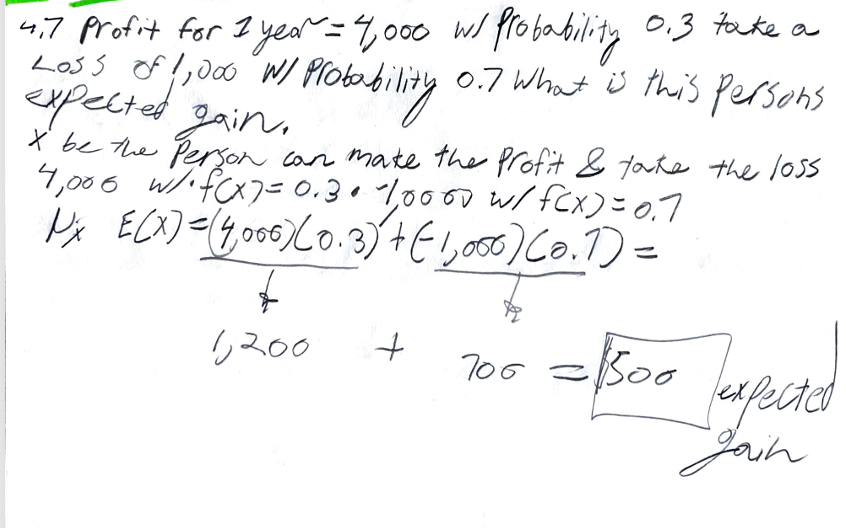 4.7 Profit for 1 year = 4,000 w/ Probability 0.3 take a
Loss of 1,000 w/ Probability 0.7 What is this persons
expected gain.
X be the Person can make the Profit & take the loss
4,000 w/ f(x) = 0.3 • -1,0000 w/ f(x) = 0.7
μx E(X) = (4,000)(0.3) + (-1,000)(0.7) =
1,200 + 700 = $500 expected
gain